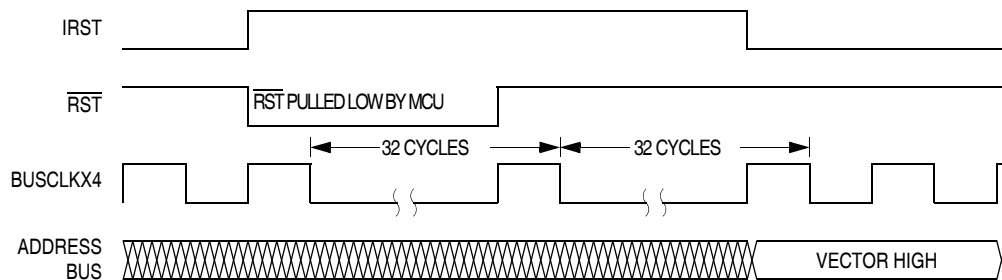 IRST
RST
RST PULLED LOW BY MCU
32 CYCLES
32 CYCLES
BUSCLKX4
ADDRESS
BUS
VECTOR HIGH